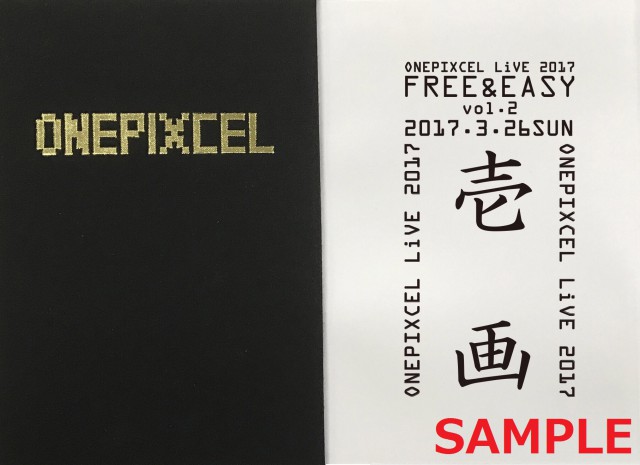 ONEPIXCEL
ONEPIXCEL LiVE 2017
FREE&EASY
vol.2
2017.3.26SUN
ONEPIXCEL LiVE 2017
壱画
ONEPIXCEL LiVE 2017
SAMPLE